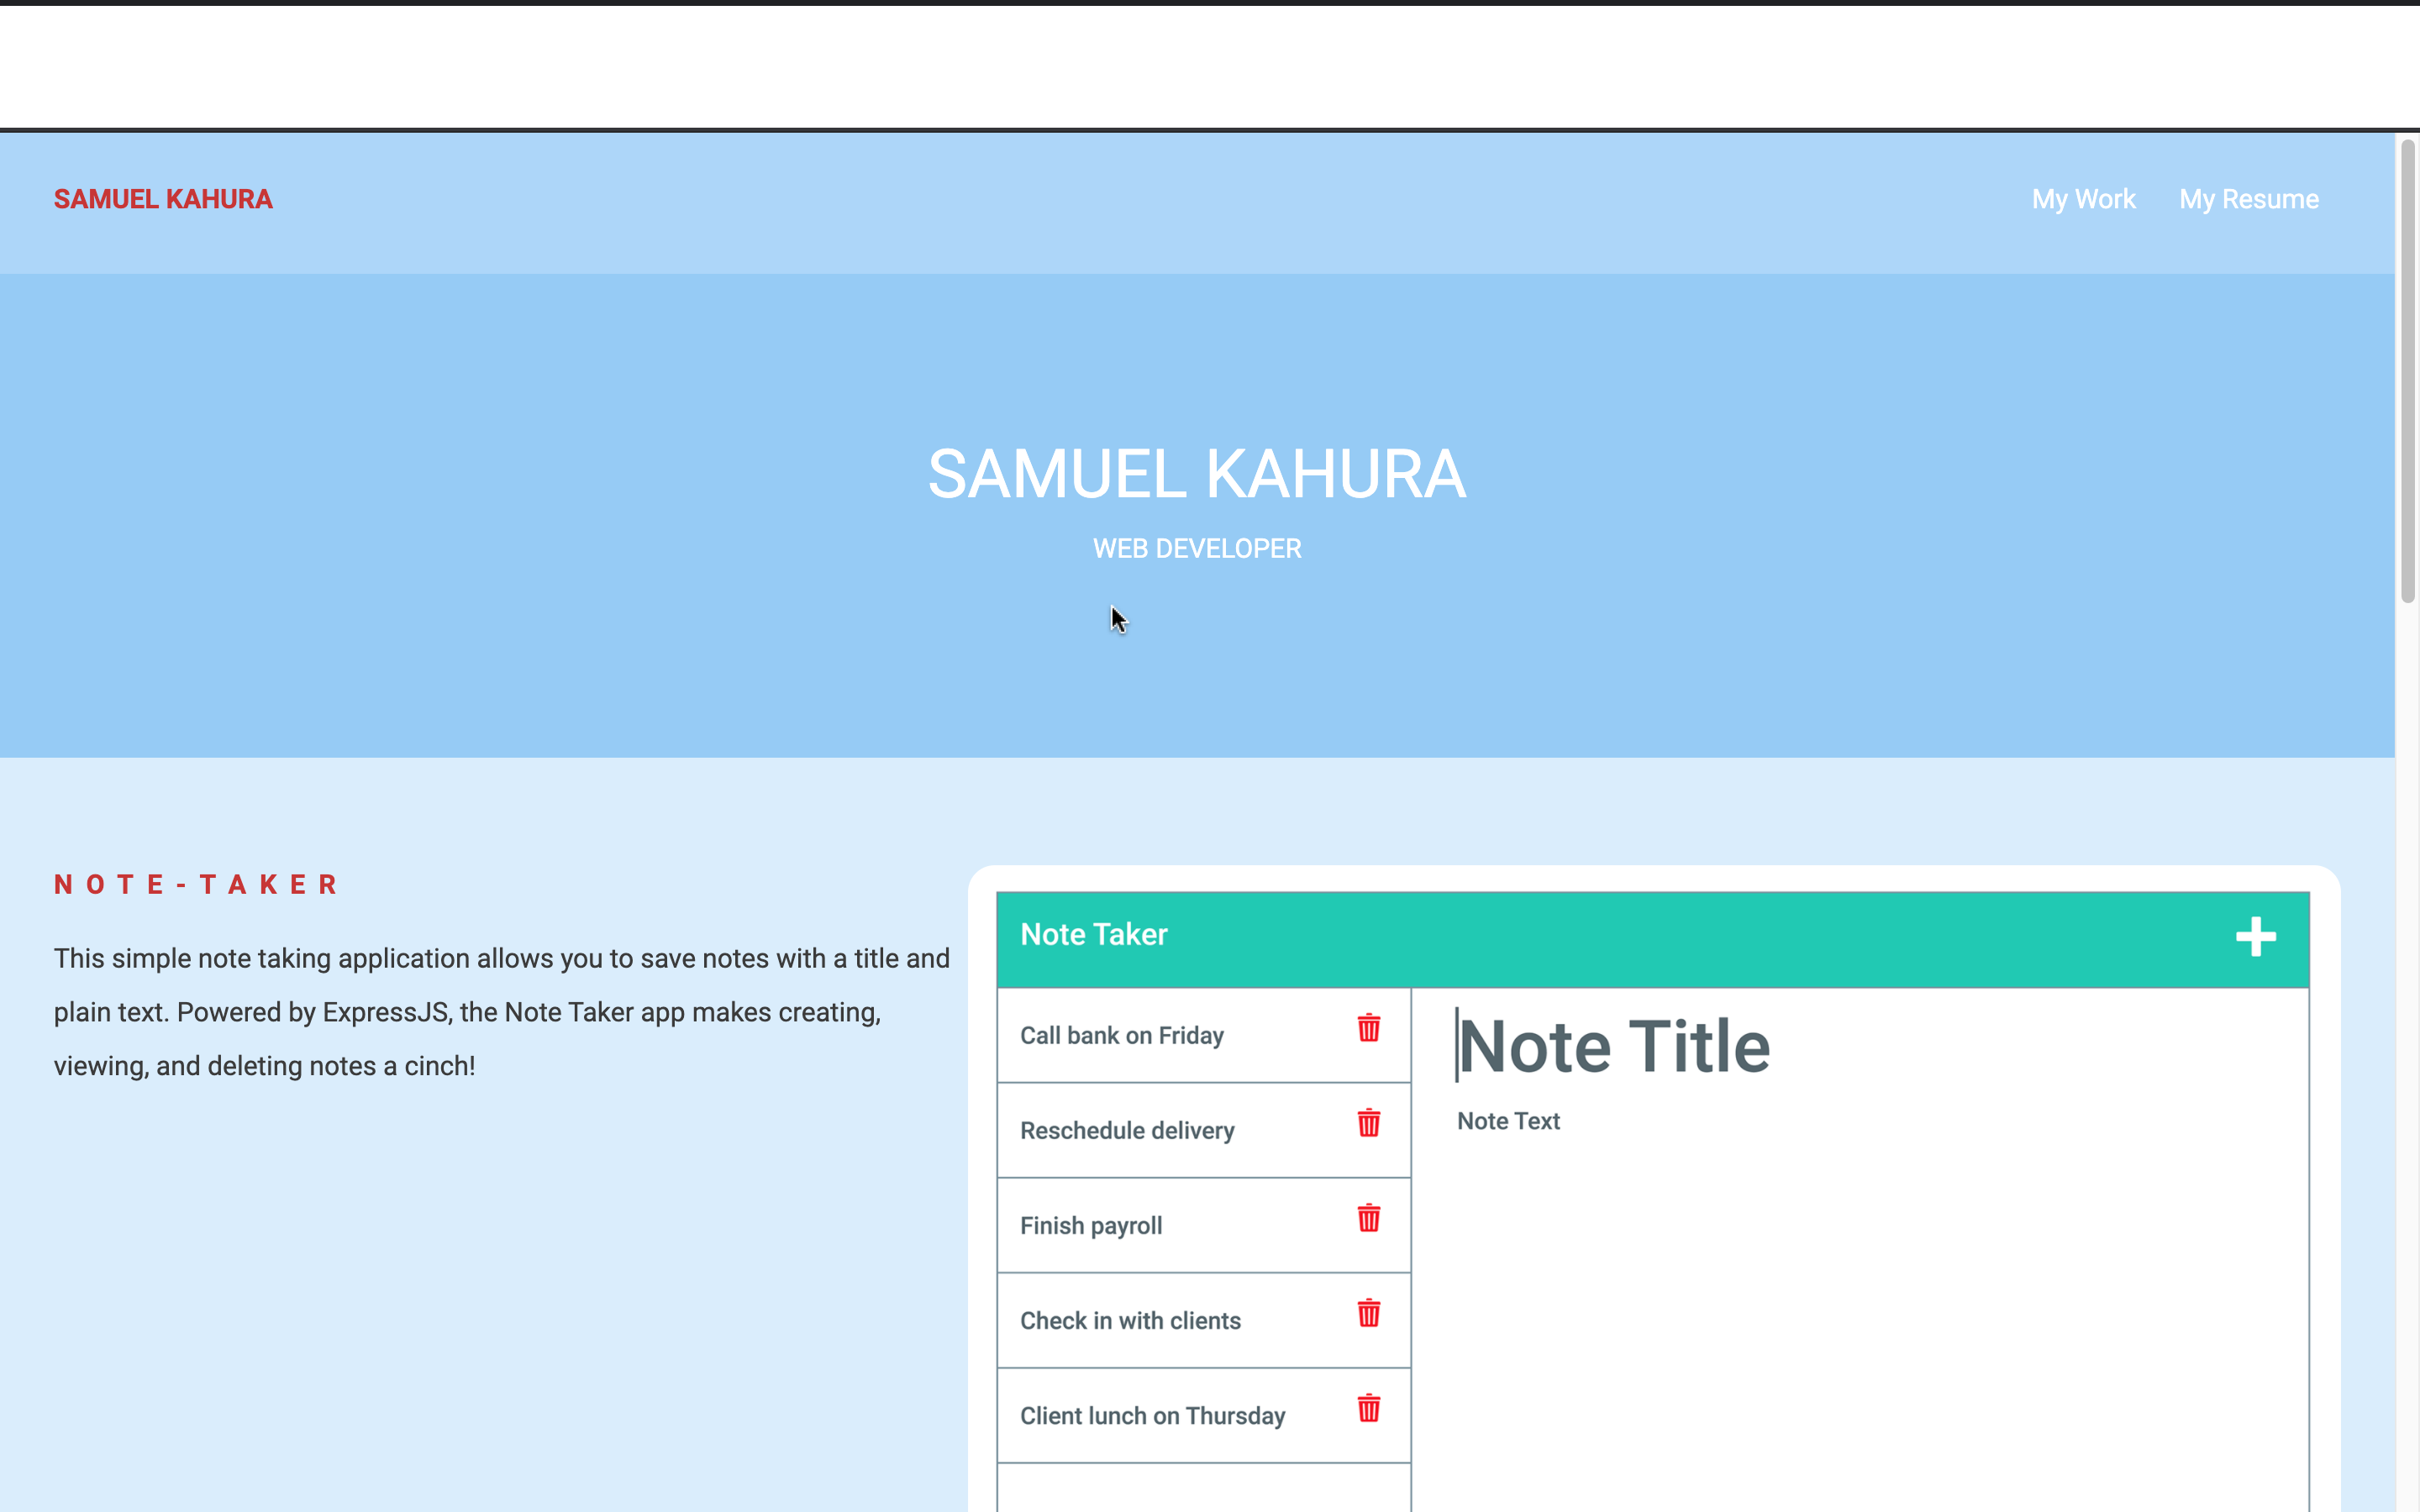 SAMUEL KAHURA
My Work
My Resume
SAMUEL KAHURA
WEB DEVELOPER
NOTE-TAKER
This simple note taking application allows you to save notes with a title and
plain text. Powered by ExpressJS, the Note Taker app makes creating,
viewing, and deleting notes a cinch!
Note Taker
Call bank on Friday
Reschedule delivery
Finish payroll
Check in with clients
Client lunch on Thursday
Note Title
Note Text